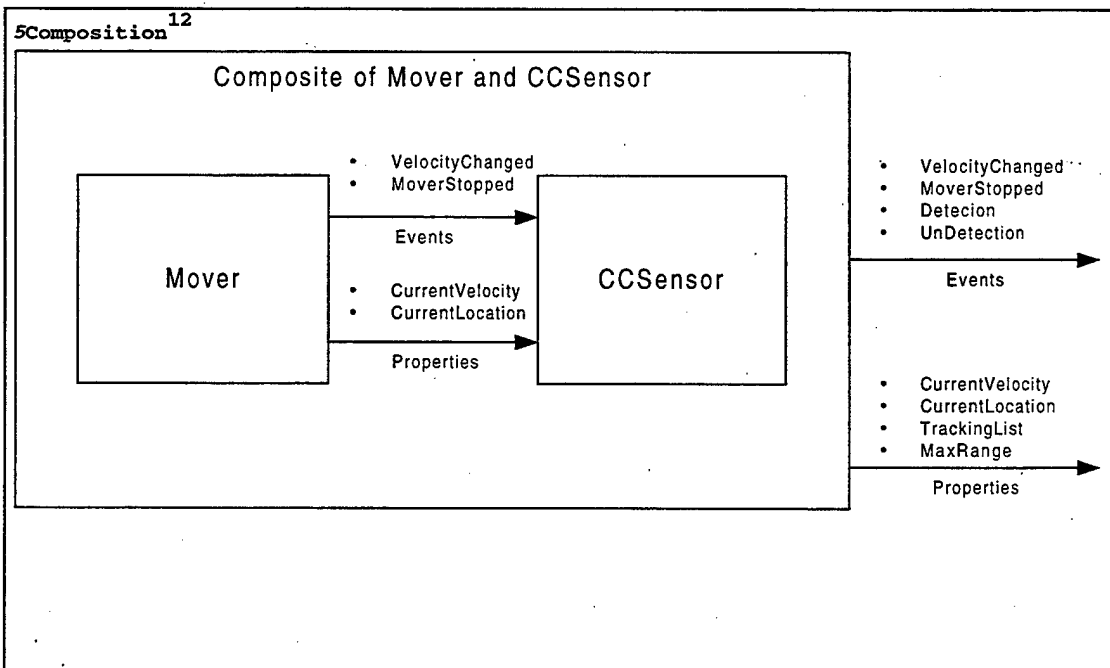 5Composition12
Composite of Mover and CCSensor
• VelocityChanged
• MoverStopped
Events
Mover
• CurrentVelocity
• CurrentLocation
Properties
CCSensor
• VelocityChanged
• MoverStopped
• Detecion
• UnDetection
Events
• CurrentVelocity
• CurrentLocation
• TrackingList
• MaxRange
Properties